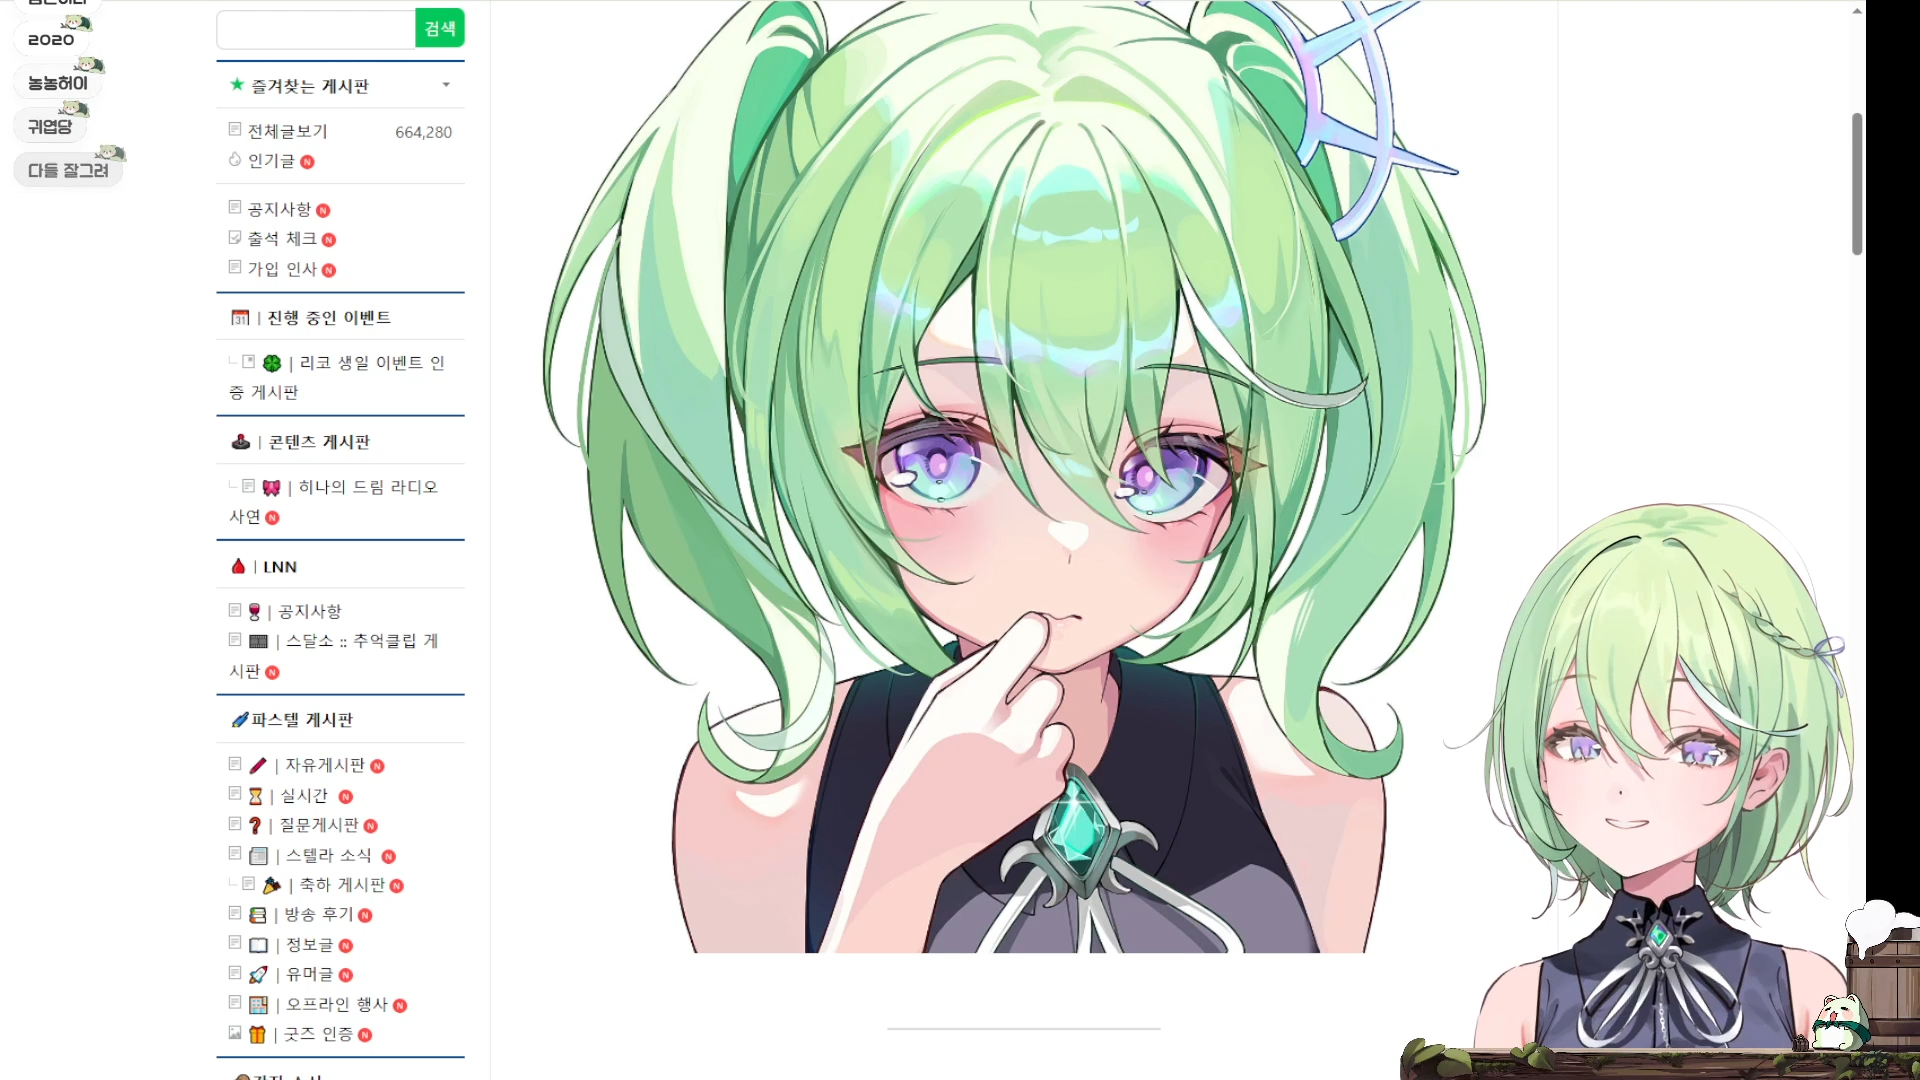 2020
농농허이
귀엽당
다들 잘그려
검색
즐겨찾는 게시판
전체글보기 664,280
인기글 N
공지사항 N
출석 체크 N
가입 인사 N
31 | 진행 중인 이벤트
| 리코 생일 이벤트 인
증 게시판
| 콘텐츠 게시판
| 히나의 드림 라디오
사연 N
| LNN
| 공지사항
| 스달소 :: 추억클립 게
시판 N
파스텔 게시판
| 자유게시판 N
| 실시간 N
| 질문게시판 N
| 스텔라 소식 N
| 축하 게시판 N
| 방송 후기 N
| 정보글 N
| 유머글 N
| 오프라인 행사 N
| 굿즈 인증 N